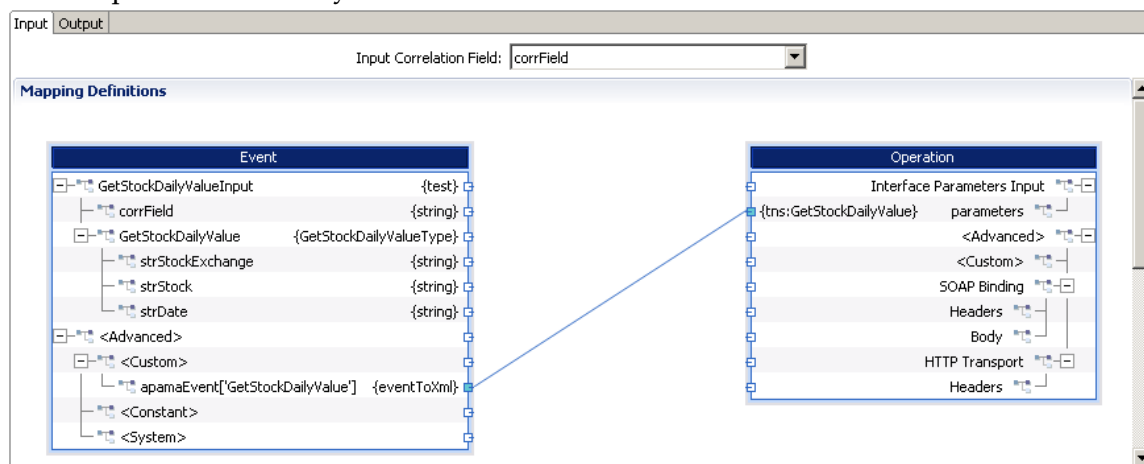 Input Output
Input Correlation Field: corrField
Mapping Definitions
Event
Operation
GetStockDailyValueInput {test}
Interface Parameters Input
corrField {string}
{tns:GetStockDailyValue} parameters
GetStockDailyValue {GetStockDailyValueType}
<Advanced>
strStockExchange {string}
<Custom>
strStock {string}
SOAP Binding
strDate {string}
Headers
<Advanced>
Body
<Custom>
HTTP Transport
apamaEvent['GetStockDailyValue'] {eventToXml}
Headers
<Constant>
<System>